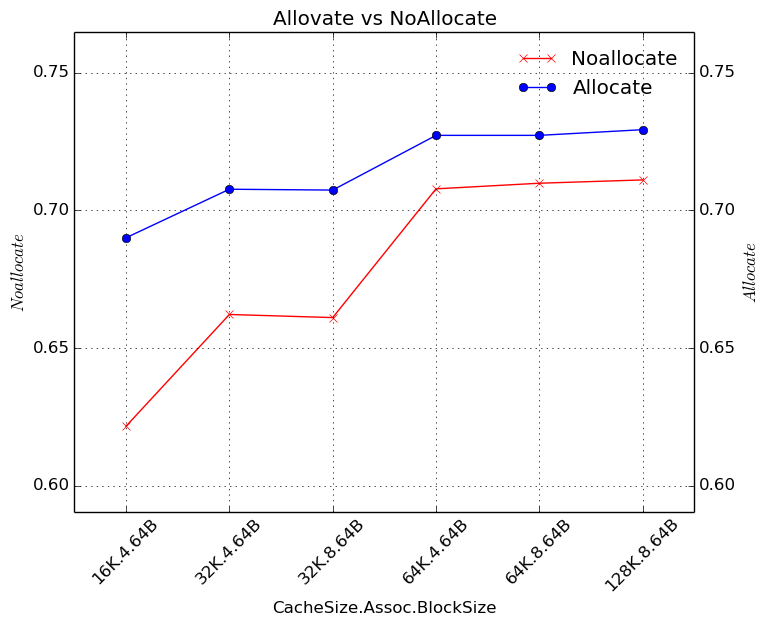 Allovate vs NoAllocate
Noallocate
Allocate
0.75
0.70
0.65
0.60
0.75
0.70
0.65
0.60
Noallocate
Allocate
16K.4.64B
32K.4.64B
32K.8.64B
64K.4.64B
64K.8.64B
128K.8.64B
CacheSize.Assoc.BlockSize